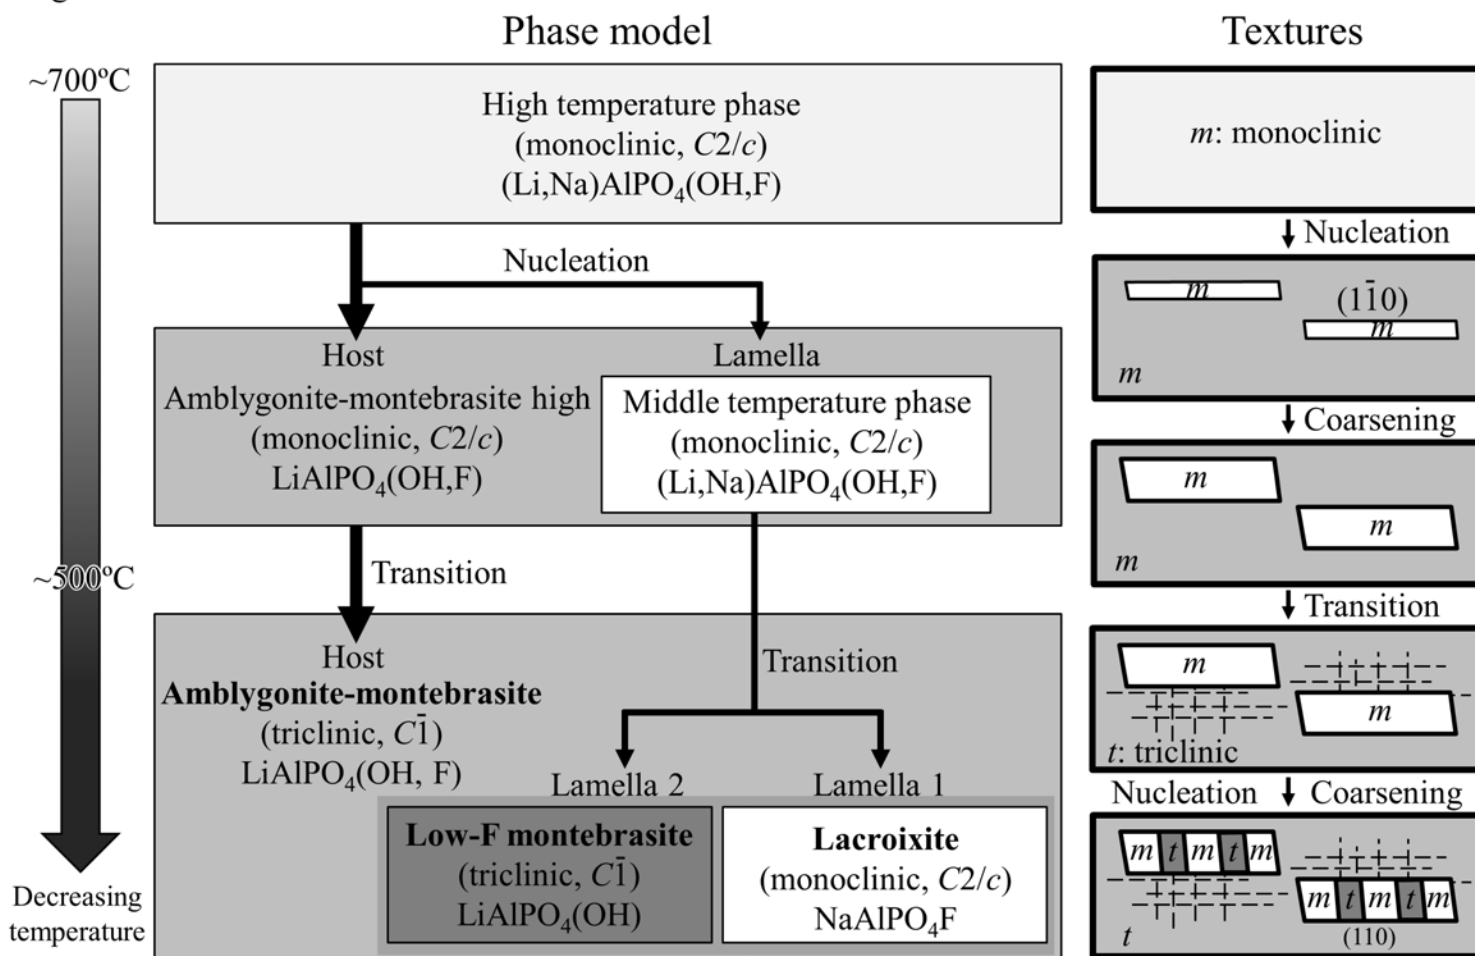 Phase model
Textures
~700ºC
High temperature phase
(monoclinic, C2/c)
(Li,Na)AlPO₄(OH,F)
m: monoclinic
Nucleation
Nucleation
Host
Lamella
Amblygonite-montebrasite high
(monoclinic, C2/c)
LiAlPO₄(OH,F)
Middle temperature phase
(monoclinic, C2/c)
(Li,Na)AlPO₄(OH,F)
m
(11̄0)
m
m
Coarsening
m
m
m
~500ºC
Transition
Transition
Host
Amblygonite-montebrasite
(triclinic, C1̄)
LiAlPO₄(OH, F)
Transition
m
m
t: triclinic
Lamella 2
Lamella 1
Nucleation
Coarsening
Low-F montebrasite
(triclinic, C1̄)
LiAlPO₄(OH)
Lacroixite
(monoclinic, C2/c)
NaAlPO₄F
m t m t m
m t m t m
t
(110)
Decreasing
temperature